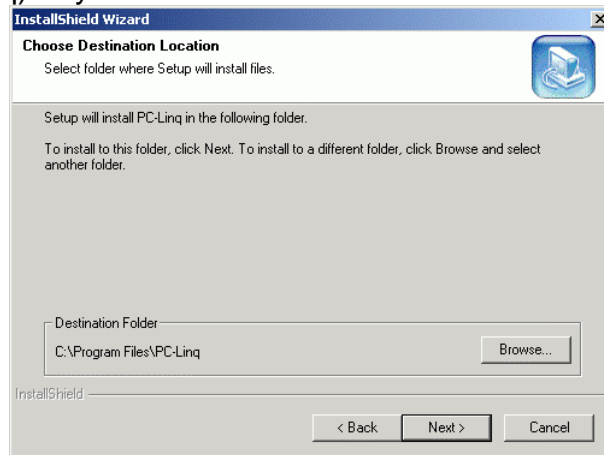 InstallShield Wizard
Choose Destination Location
Select folder where Setup will install files.
Setup will install PC-Linq in the following folder.
To install to this folder, click Next. To install to a different folder, click Browse and select
another folder.
Destination Folder
C:\Program Files\PC-Linq
Browse...
InstallShield
< Back
Next >
Cancel